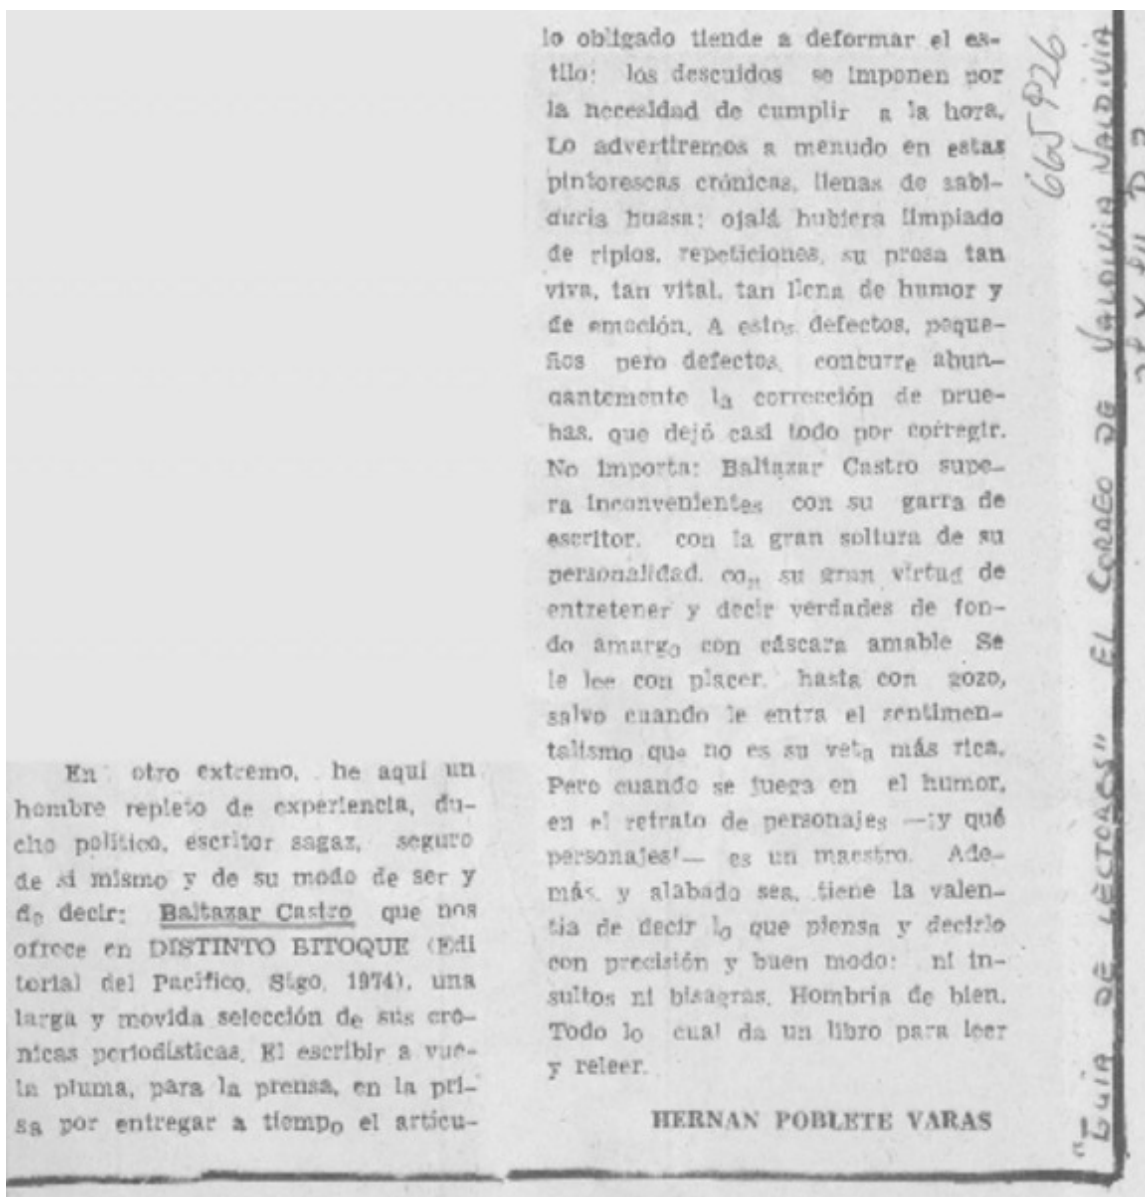 En otro extremo, he aquí un
hombre repleto de experiencia, du-
cho político, escritor sagaz, seguro
de sí mismo y de su modo de ser y
de decir: Baltazar Castro que nos
ofrece en DISTINTO BITOQUE (Edi
torial del Pacífico, Stgo, 1974), una
larga y movida selección de sus cró-
nicas periodísticas. El escribir a vue-
la pluma, para la prensa, en la pri-
sa por entregar a tiempo el artícu-
lo obligado tiende a deformar el es-
tilo: los descuidos se imponen por
la necesidad de cumplir a la hora.
Lo advertiremos a menudo en estas
pintorescas crónicas, llenas de sabi-
duría huasa; ojalá hubiera limpiado
de ripios, repeticiones, su prosa tan
viva, tan vital, tan llena de humor y
de emoción. A estos defectos, peque-
ños pero defectos, concurre abun-
dantemente la corrección de prue-
bas, que dejó casi todo por corregir.
No importa: Baltazar Castro supe-
ra inconvenientes con su garra de
escritor, con la gran soltura de su
personalidad, con su gran virtud de
entretener y decir verdades de fon-
do amargo con cáscara amable Se
le lee con placer, hasta con gozo,
salvo cuando le entra el sentimen-
talismo que no es su veta más rica.
Pero cuando se juega en el humor,
en el retrato de personajes —¡y qué
personajes!— es un maestro. Ade-
más, y alabado sea, tiene la valen-
tía de decir lo que piensa y decirlo
con precisión y buen modo: ni in-
sultos ni bisagras. Hombría de bien.
Todo lo cual da un libro para leer
y releer.
HERNAN POBLETE VARAS
665926
"GUIA DE LECTORES" EL CORREO DE VALDIVIA VALDIVIA